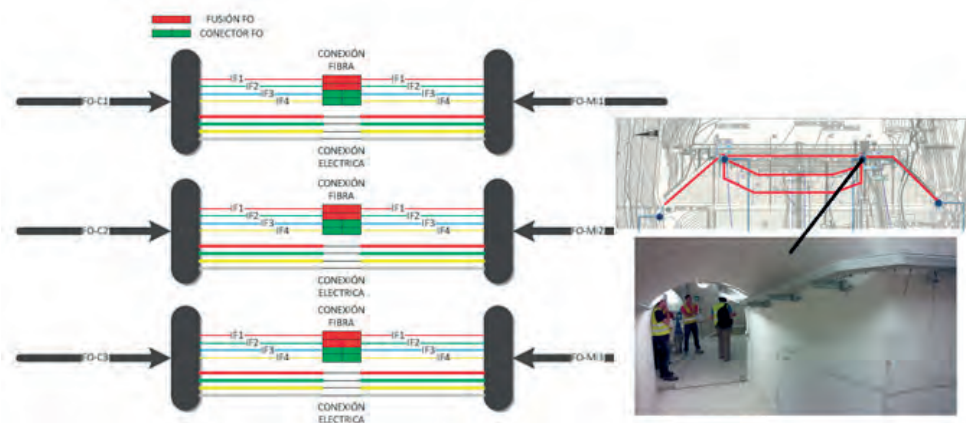 FUSIÓN FO
CONECTOR FO
CONEXIÓN
FIBRA
IF1
IF2
IF3
IF4
IF1
IF2
IF3
IF4
FO-C1
FO-MI1
CONEXIÓN
ELECTRICA
CONEXIÓN
FIBRA
IF1
IF2
IF3
IF4
IF1
IF2
IF3
IF4
FO-C2
FO-MI2
CONEXIÓN
ELECTRICA
CONEXIÓN
FIBRA
IF1
IF2
IF3
IF4
IF1
IF2
IF3
IF4
FO-C3
FO-MI3
CONEXIÓN
ELECTRICA